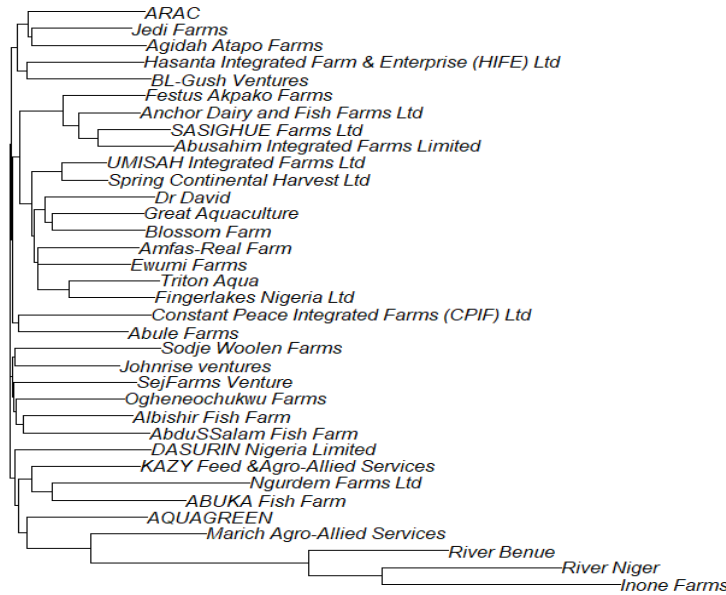 ARAC
Jedi Farms
Agidah Atapo Farms
Hasanta Integrated Farm & Enterprise (HIFE) Ltd
BL-Gush Ventures
Festus Akpako Farms
Anchor Dairy and Fish Farms Ltd
SASIGHUE Farms Ltd
Abusahim Integrated Farms Limited
UMISAH Integrated Farms Ltd
Spring Continental Harvest Ltd
Dr David
Great Aquaculture
Blossom Farm
Amfas-Real Farm
Ewumi Farms
Triton Aqua
Fingerlakes Nigeria Ltd
Constant Peace Integrated Farms (CPIF) Ltd
Abule Farms
Sodje Woolen Farms
Johnrise ventures
SejFarms Venture
Ogheneochukwu Farms
Albishir Fish Farm
AbduSSalam Fish Farm
DASURIN Nigeria Limited
KAZY Feed &Agro-Allied Services
Ngurdem Farms Ltd
ABUKA Fish Farm
AQUAGREEN
Marich Agro-Allied Services
River Benue
River Niger
Inone Farms